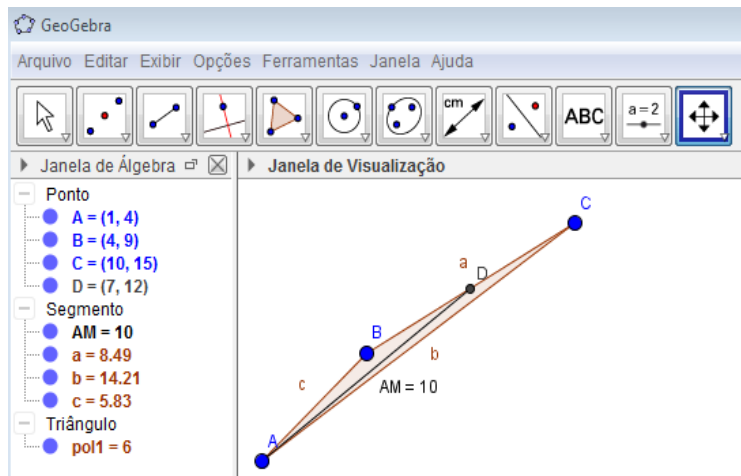 GeoGebra
Arquivo Editar Exibir Opções Ferramentas Janela Ajuda
cm ABC a=2
Janela de Álgebra
Janela de Visualização
Ponto
A = (1, 4)
B = (4, 9)
C = (10, 15)
D = (7, 12)
Segmento
AM = 10
a = 8.49
b = 14.21
c = 5.83
Triângulo
pol1 = 6
C
a
D
B
b
c
AM = 10
A